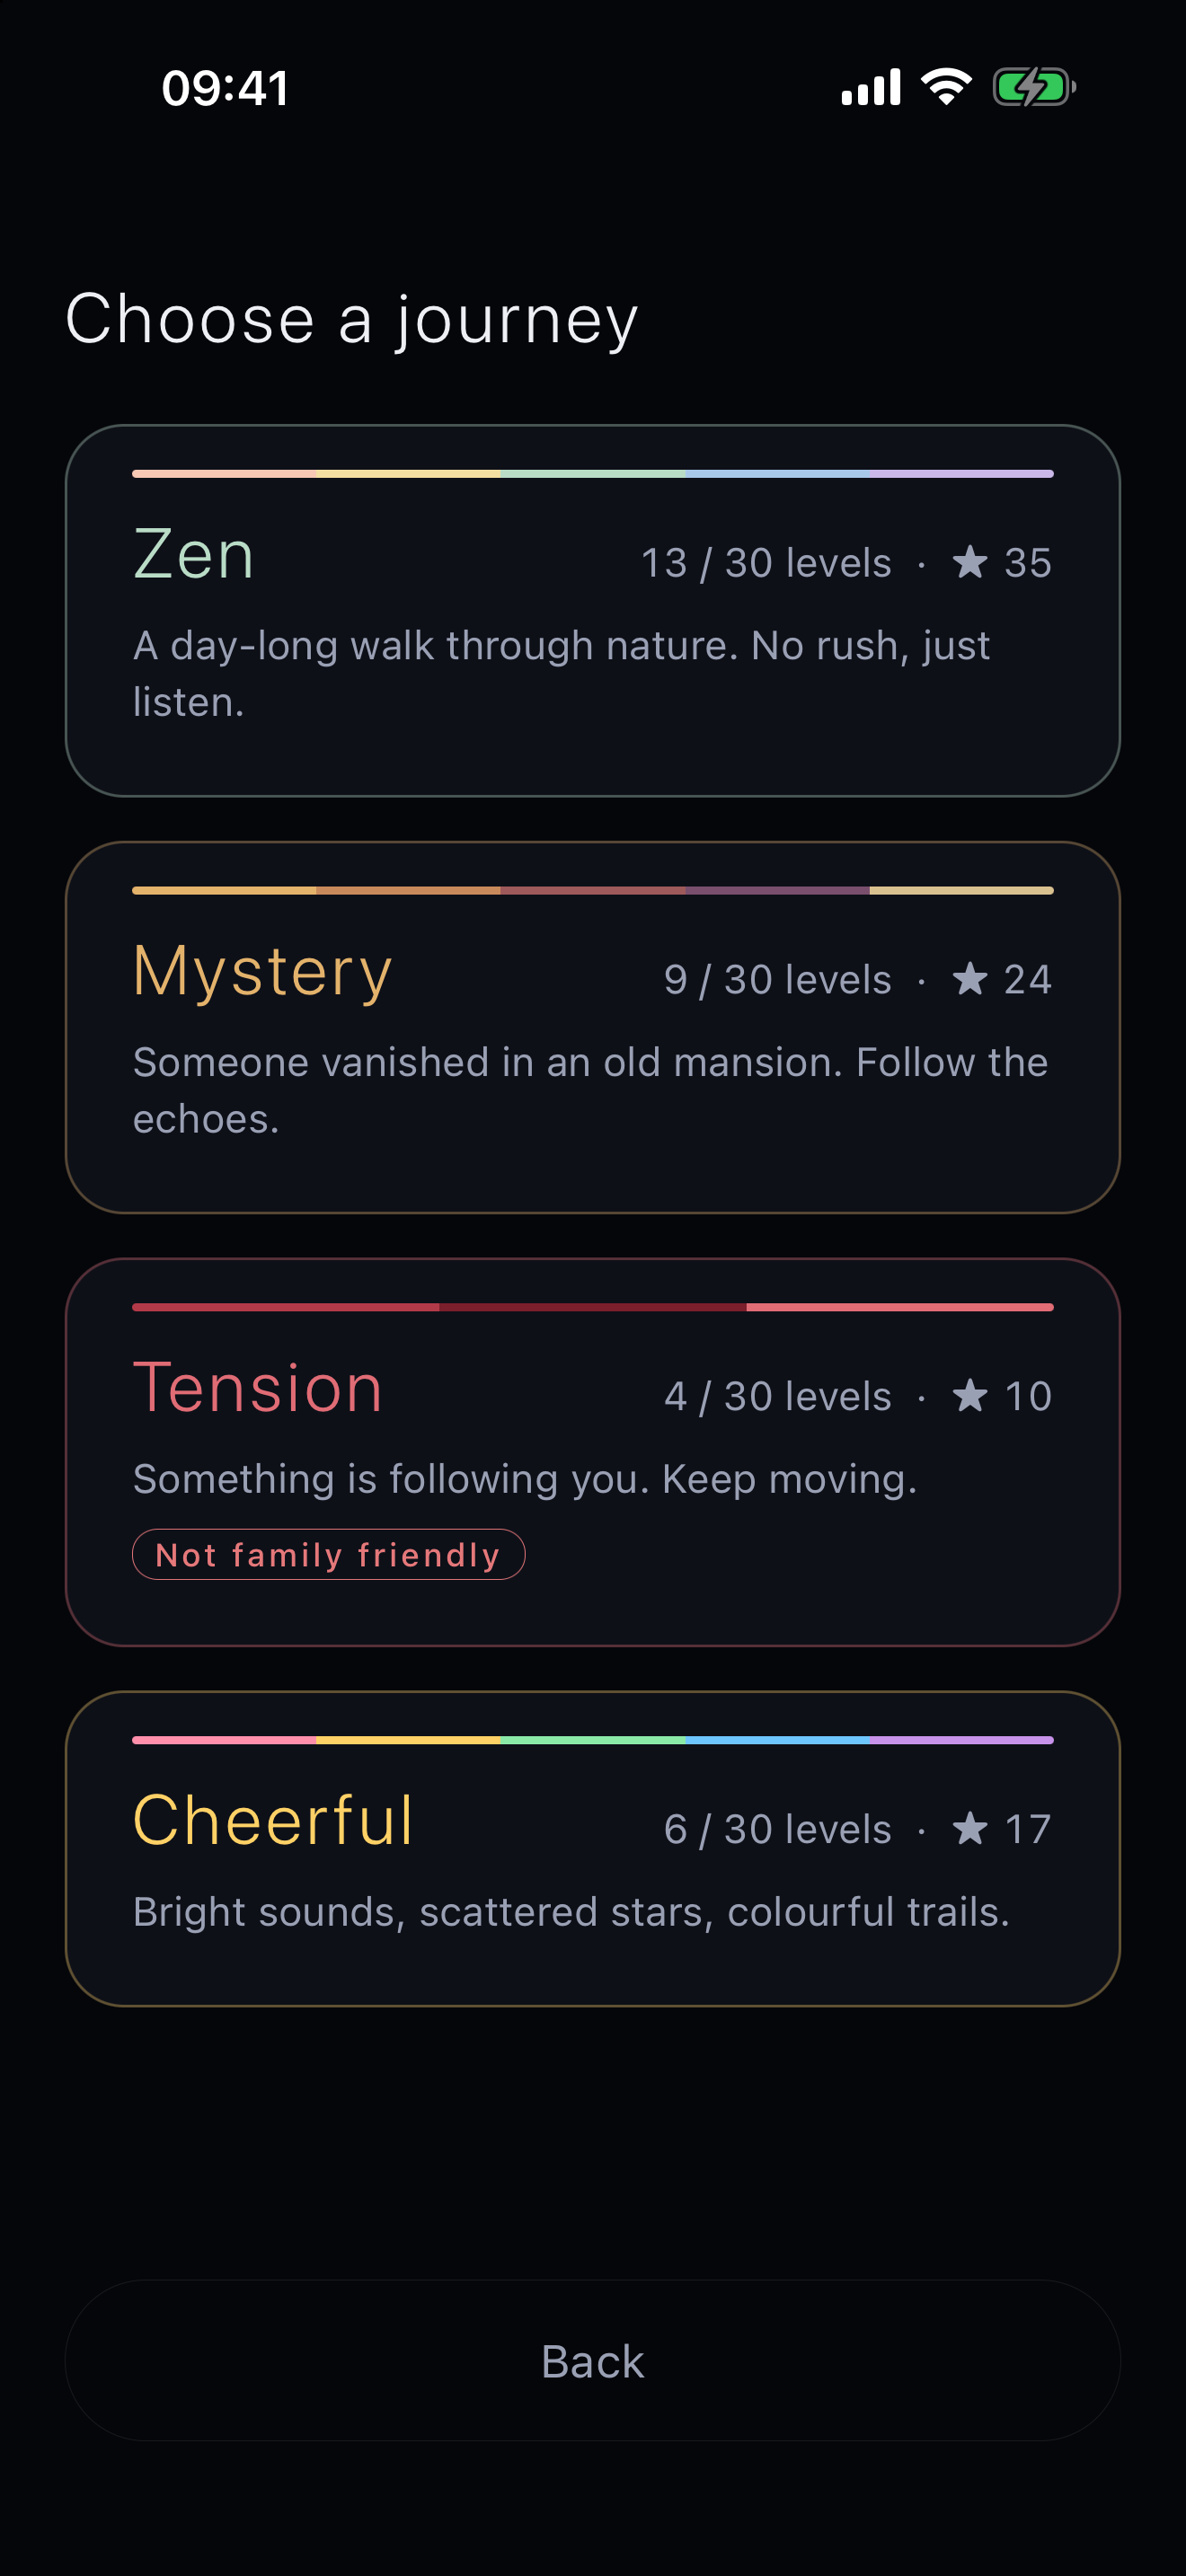 09:41
Choose a journey
Zen
13 / 30 levels · ★ 35
A day-long walk through nature. No rush, just
listen.
Mystery
9 / 30 levels · ★ 24
Someone vanished in an old mansion. Follow the
echoes.
Tension
4 / 30 levels · ★ 10
Something is following you. Keep moving.
Not family friendly
Cheerful
6 / 30 levels · ★ 17
Bright sounds, scattered stars, colourful trails.
Back